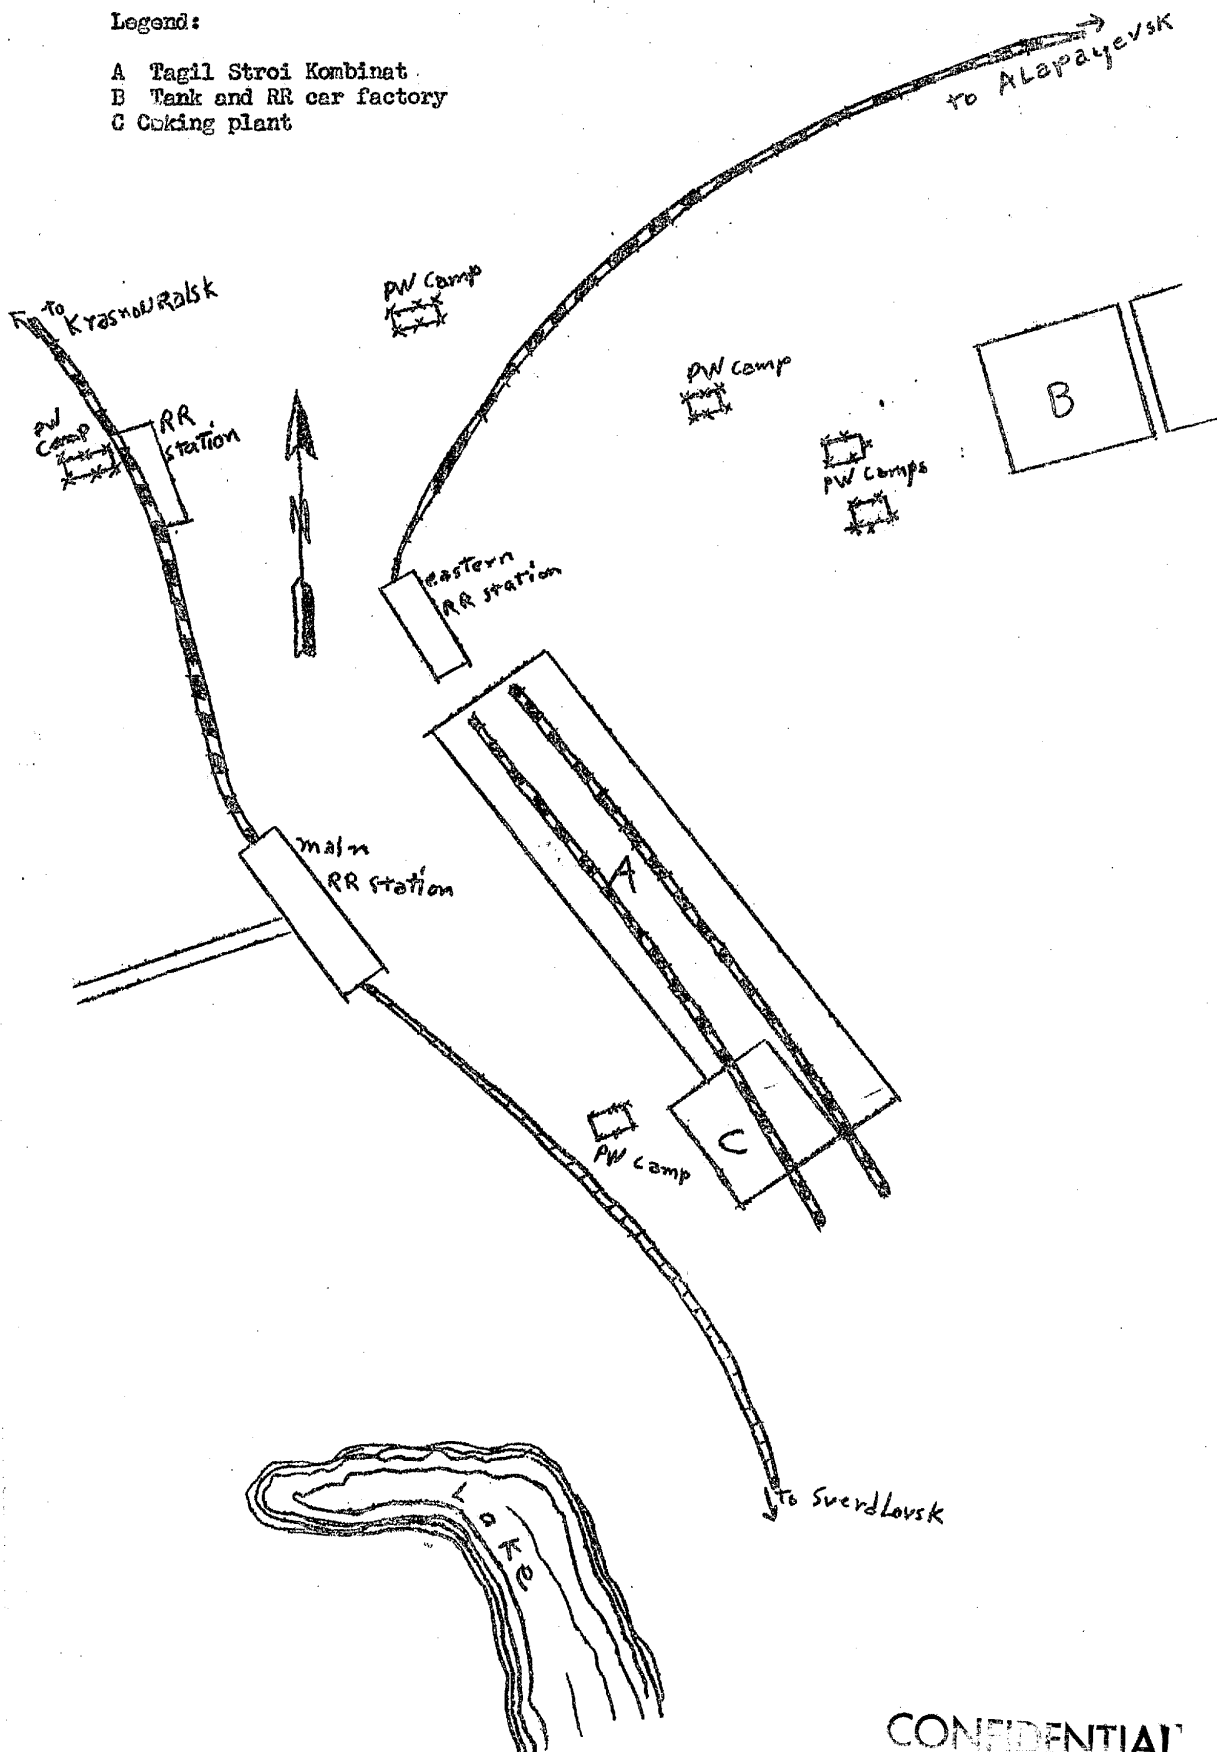 Legend:
A Tagil Stroi Kombinat
B Tank and RR car factory
C Coking plant
to Alapayevsk
to
Krasnouralsk
PW Camp
PW camp
PW
Camp
RR
station
B
PW Camps
N
eastern
RR station
main
RR station
A
C
PW camp
to Sverdlovsk
Lake
CONFIDENTIAL